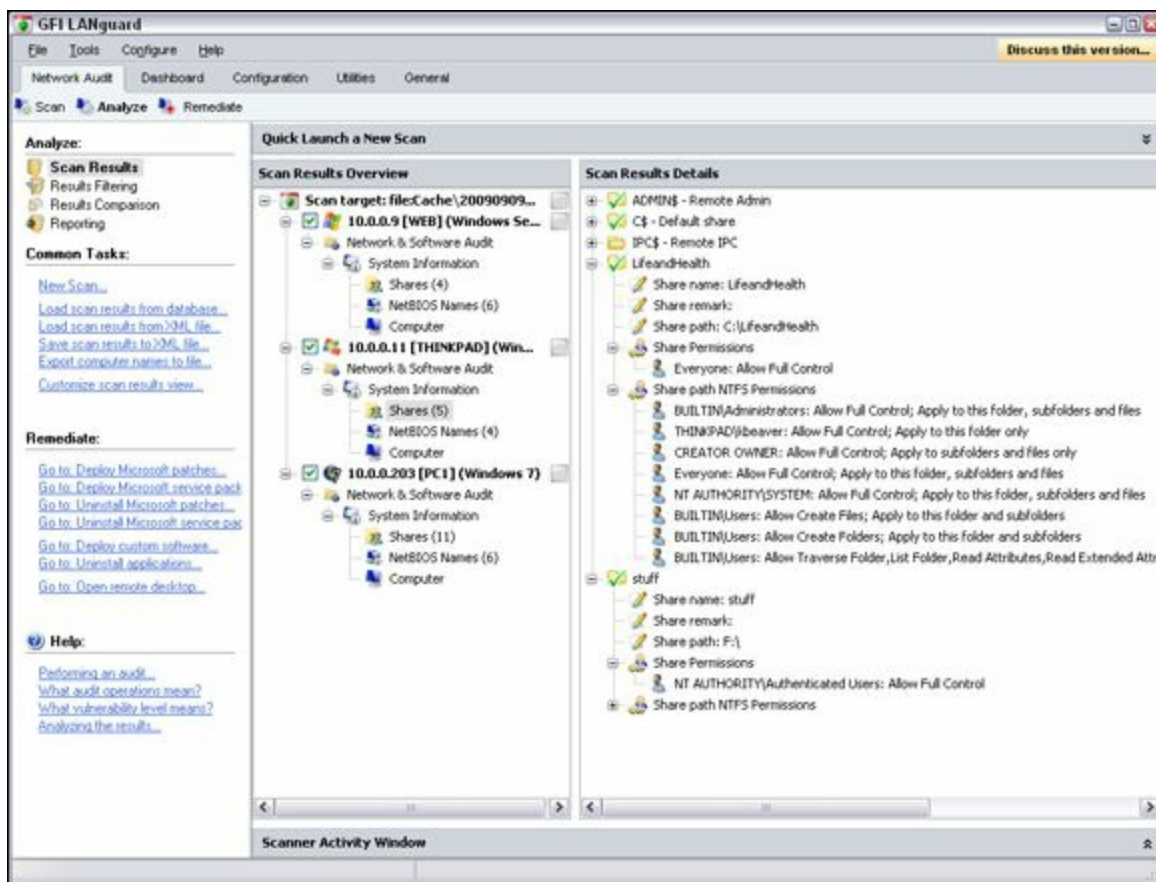 GFI LANguard
File Tools Configure Help Discuss this version...
Network Audit Dashboard Configuration Utilities General
Scan Analyze Remediate
Analyze:
Scan Results
Results Filtering
Results Comparison
Reporting
Common Tasks:
New Scan...
Load scan results from database...
Load scan results from XML file...
Save scan results to XML file...
Export computer names to file...
Customize scan results view...
Remediate:
Go to: Deploy Microsoft patches...
Go to: Deploy Microsoft service pack
Go to: Uninstall Microsoft patches...
Go to: Uninstall Microsoft service pac
Go to: Deploy custom software...
Go to: Uninstall applications...
Go to: Open remote desktop...
Help:
Performing an audit...
What audit operations mean?
What vulnerability level means?
Analyzing the results...
Quick Launch a New Scan
Scan Results Overview
Scan target: file:Cache\20090909...
10.0.0.9 [WEB] (Windows Se...
Network & Software Audit
System Information
Shares (4)
NetBIOS Names (6)
Computer
10.0.0.11 [THINKPAD] (Win...
Network & Software Audit
System Information
Shares (5)
NetBIOS Names (4)
Computer
10.0.0.203 [PC1] (Windows 7)
Network & Software Audit
System Information
Shares (11)
NetBIOS Names (6)
Computer
Scan Results Details
ADMIN$ - Remote Admin
C$ - Default share
IPC$ - Remote IPC
LifeandHealth
Share name: LifeandHealth
Share remark:
Share path: C:\LifeandHealth
Share Permissions
Everyone: Allow Full Control
Share path NTFS Permissions
BUILTIN\Administrators: Allow Full Control; Apply to this folder, subfolders and files
THINKPAD\kbeaver: Allow Full Control; Apply to this folder only
CREATOR OWNER: Allow Full Control; Apply to subfolders and files only
Everyone: Allow Full Control; Apply to this folder, subfolders and files
NT AUTHORITY\SYSTEM: Allow Full Control; Apply to this folder, subfolders and files
BUILTIN\Users: Allow Create Files; Apply to this folder and subfolders
BUILTIN\Users: Allow Create Folders; Apply to this folder and subfolders
BUILTIN\Users: Allow Traverse Folder,List Folder,Read Attributes,Read Extended Attr
stuff
Share name: stuff
Share remark:
Share path: F:\
Share Permissions
NT AUTHORITY\Authenticated Users: Allow Full Control
Share path NTFS Permissions
Scanner Activity Window